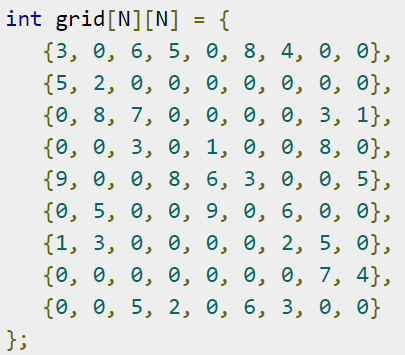 int grid[N][N] = {
{3, 0, 6, 5, 0, 8, 4, 0, 0},
{5, 2, 0, 0, 0, 0, 0, 0, 0},
{0, 8, 7, 0, 0, 0, 0, 3, 1},
{0, 0, 3, 0, 1, 0, 0, 8, 0},
{9, 0, 0, 8, 6, 3, 0, 0, 5},
{0, 5, 0, 0, 9, 0, 6, 0, 0},
{1, 3, 0, 0, 0, 0, 2, 5, 0},
{0, 0, 0, 0, 0, 0, 0, 7, 4},
{0, 0, 5, 2, 0, 6, 3, 0, 0}
};